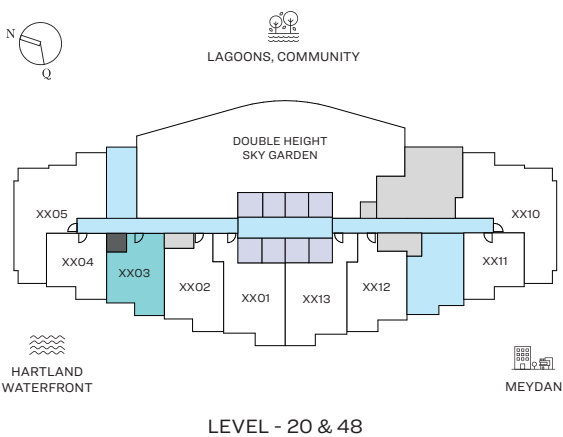 N
Q
LAGOONS, COMMUNITY
DOUBLE HEIGHT
SKY GARDEN
XX05
XX10
XX04
XX03
XX02
XX01
XX13
XX12
XX11
HARTLAND
WATERFRONT
MEYDAN
LEVEL - 20 & 48